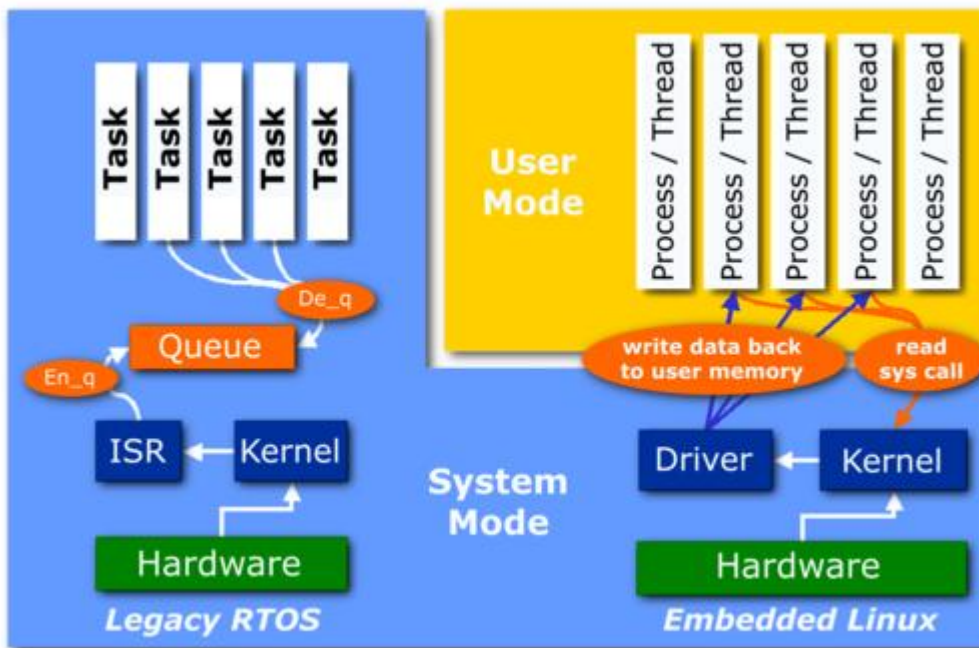 Task
Task
Task
Task
Task
De_q
Queue
En_q
ISR
Kernel
Hardware
Legacy RTOS
User
Mode
System
Mode
Process / Thread
Process / Thread
Process / Thread
Process / Thread
Process / Thread
write data back
to user memory
read
sys call
Driver
Kernel
Hardware
Embedded Linux